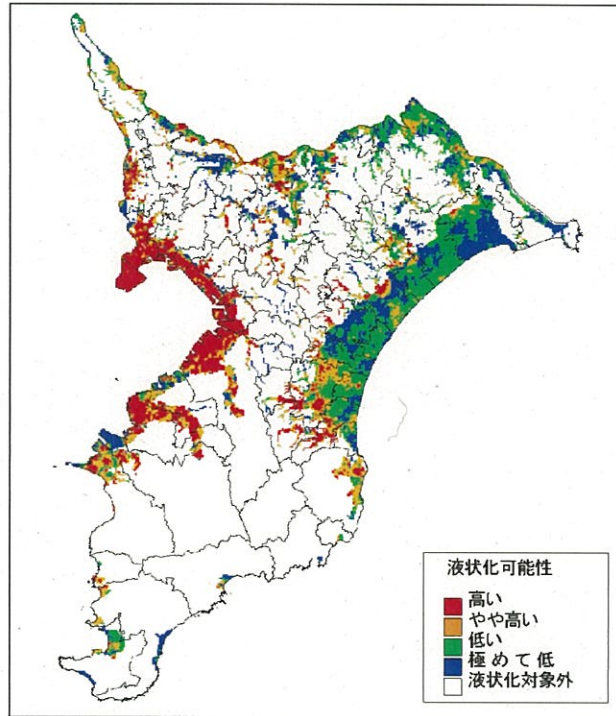 液状化可能性
高い
やや高い
低い
極めて低
液状化対象外